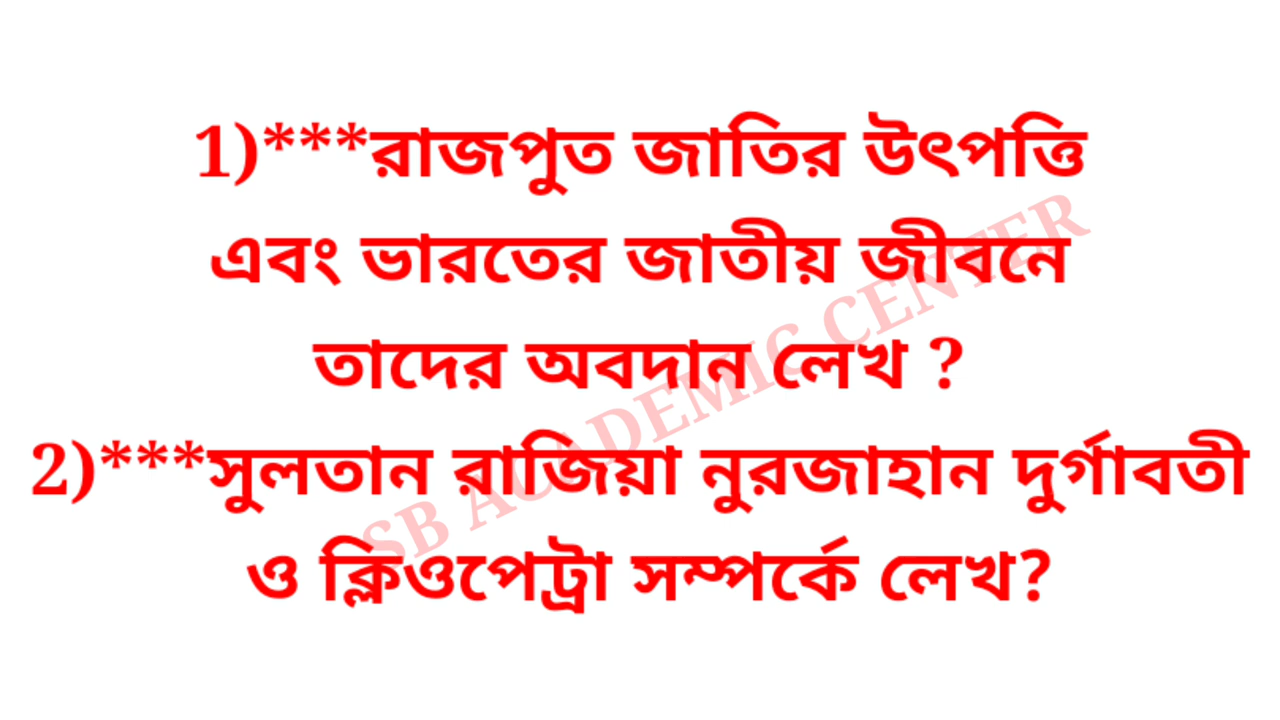 1)***রাজপুত জাতির উৎপত্তি
এবং ভারতের জাতীয় জীবনে
তাদের অবদান লেখ ?
2)***সুলতান রাজিয়া নুরজাহান দুর্গাবতী
ও ক্লিওপেট্রা সম্পর্কে লেখ?
SB ACADEMIC CENTER